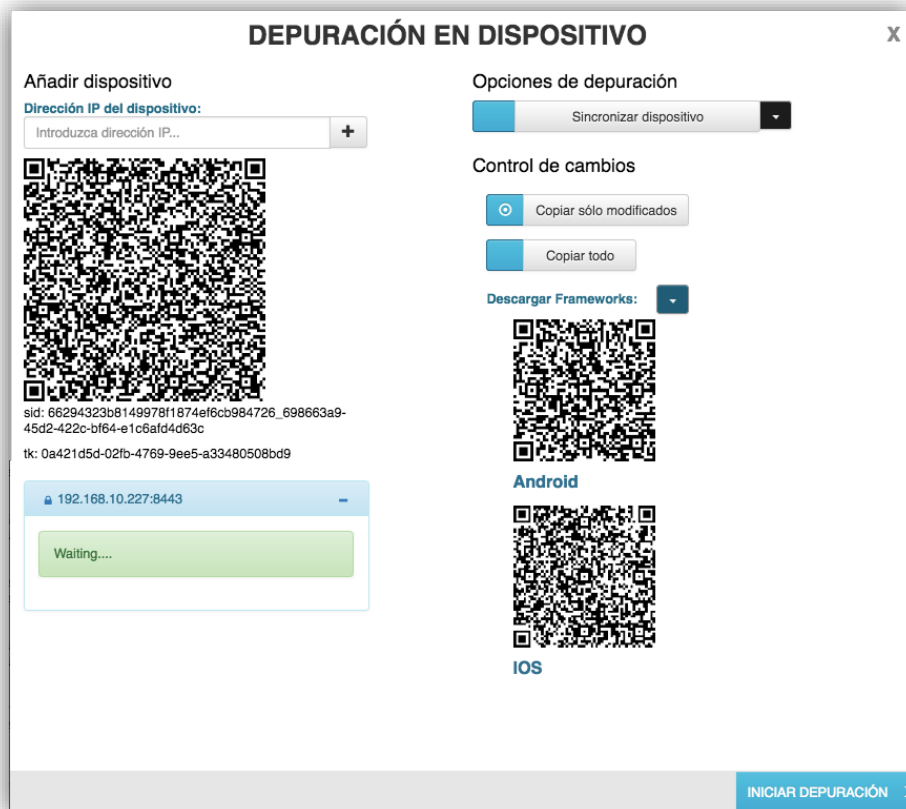 DEPURACIÓN EN DISPOSITIVO
X
Añadir dispositivo
Dirección IP del dispositivo:
Introduzca dirección IP...
+
sid: 66294323b8149978f1874ef6cb984726_698663a9-
45d2-422c-bf64-e1c6afd4d63c
tk: 0a421d5d-02fb-4769-9ee5-a33480508bd9
192.168.10.227:8443
Waiting....
Opciones de depuración
Sincronizar dispositivo
Control de cambios
Copiar sólo modificados
Copiar todo
Descargar Frameworks:
Android
IOS
INICIAR DEPURACIÓN